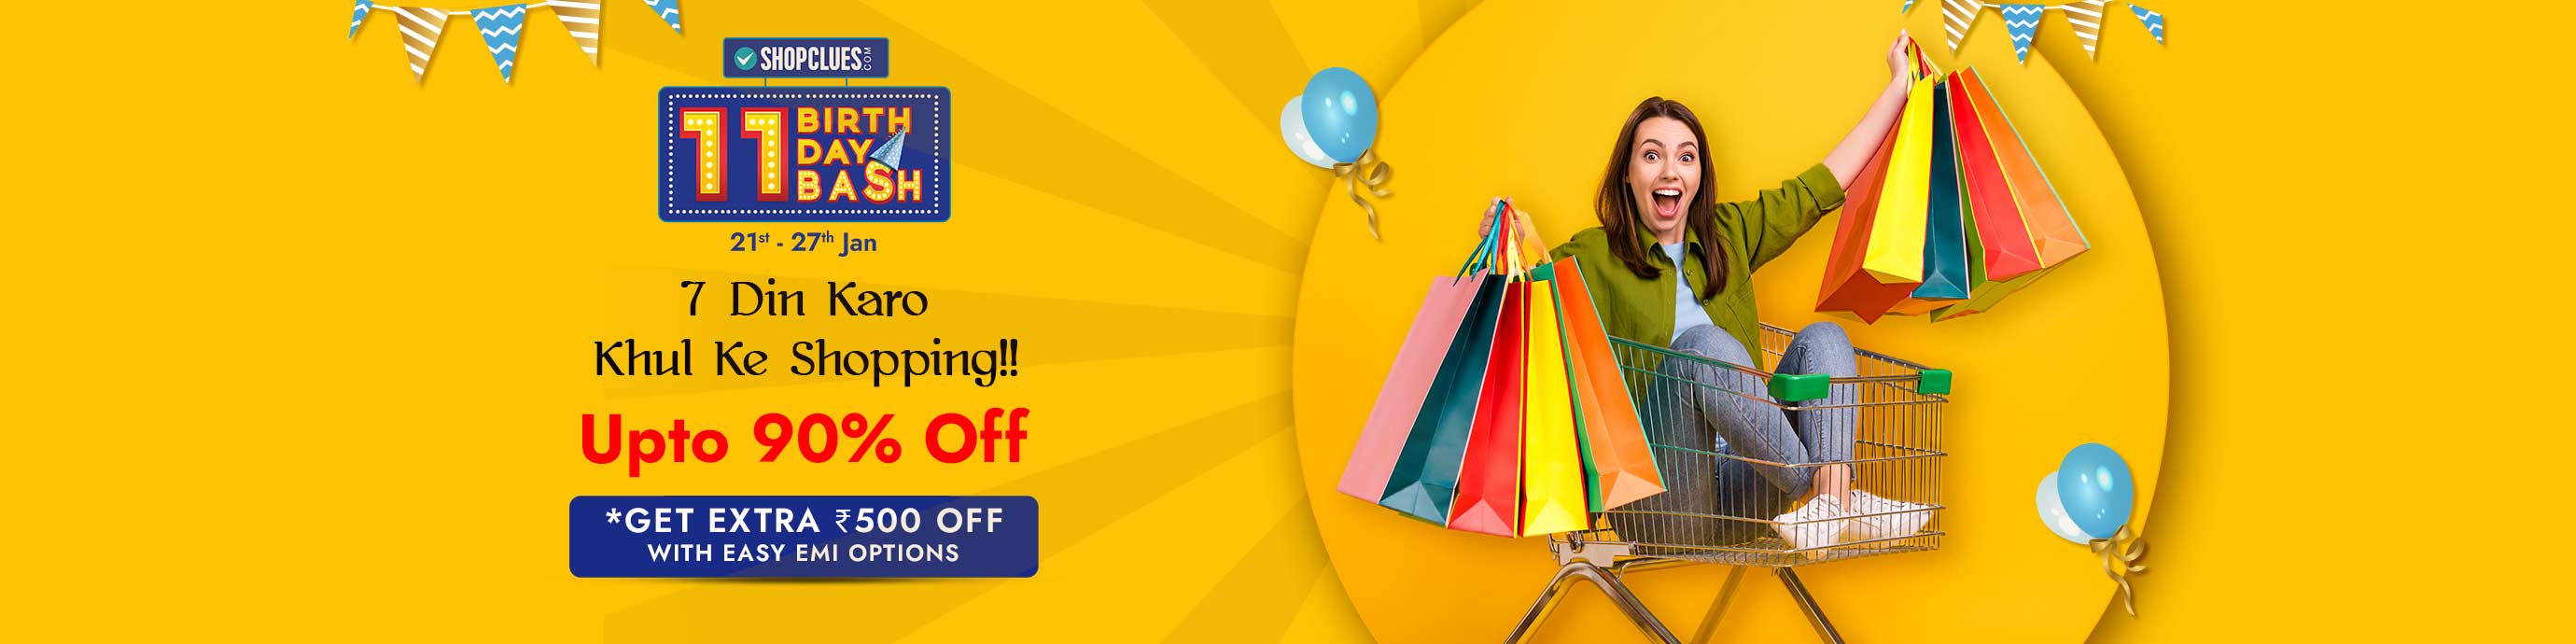 SHOPCLUES.COM
11 BIRTH
DAY
BASH
21st - 27th Jan
7 Din Karo
Khul Ke Shopping!!
Upto 90% Off
*GET EXTRA ₹500 OFF
WITH EASY EMI OPTIONS